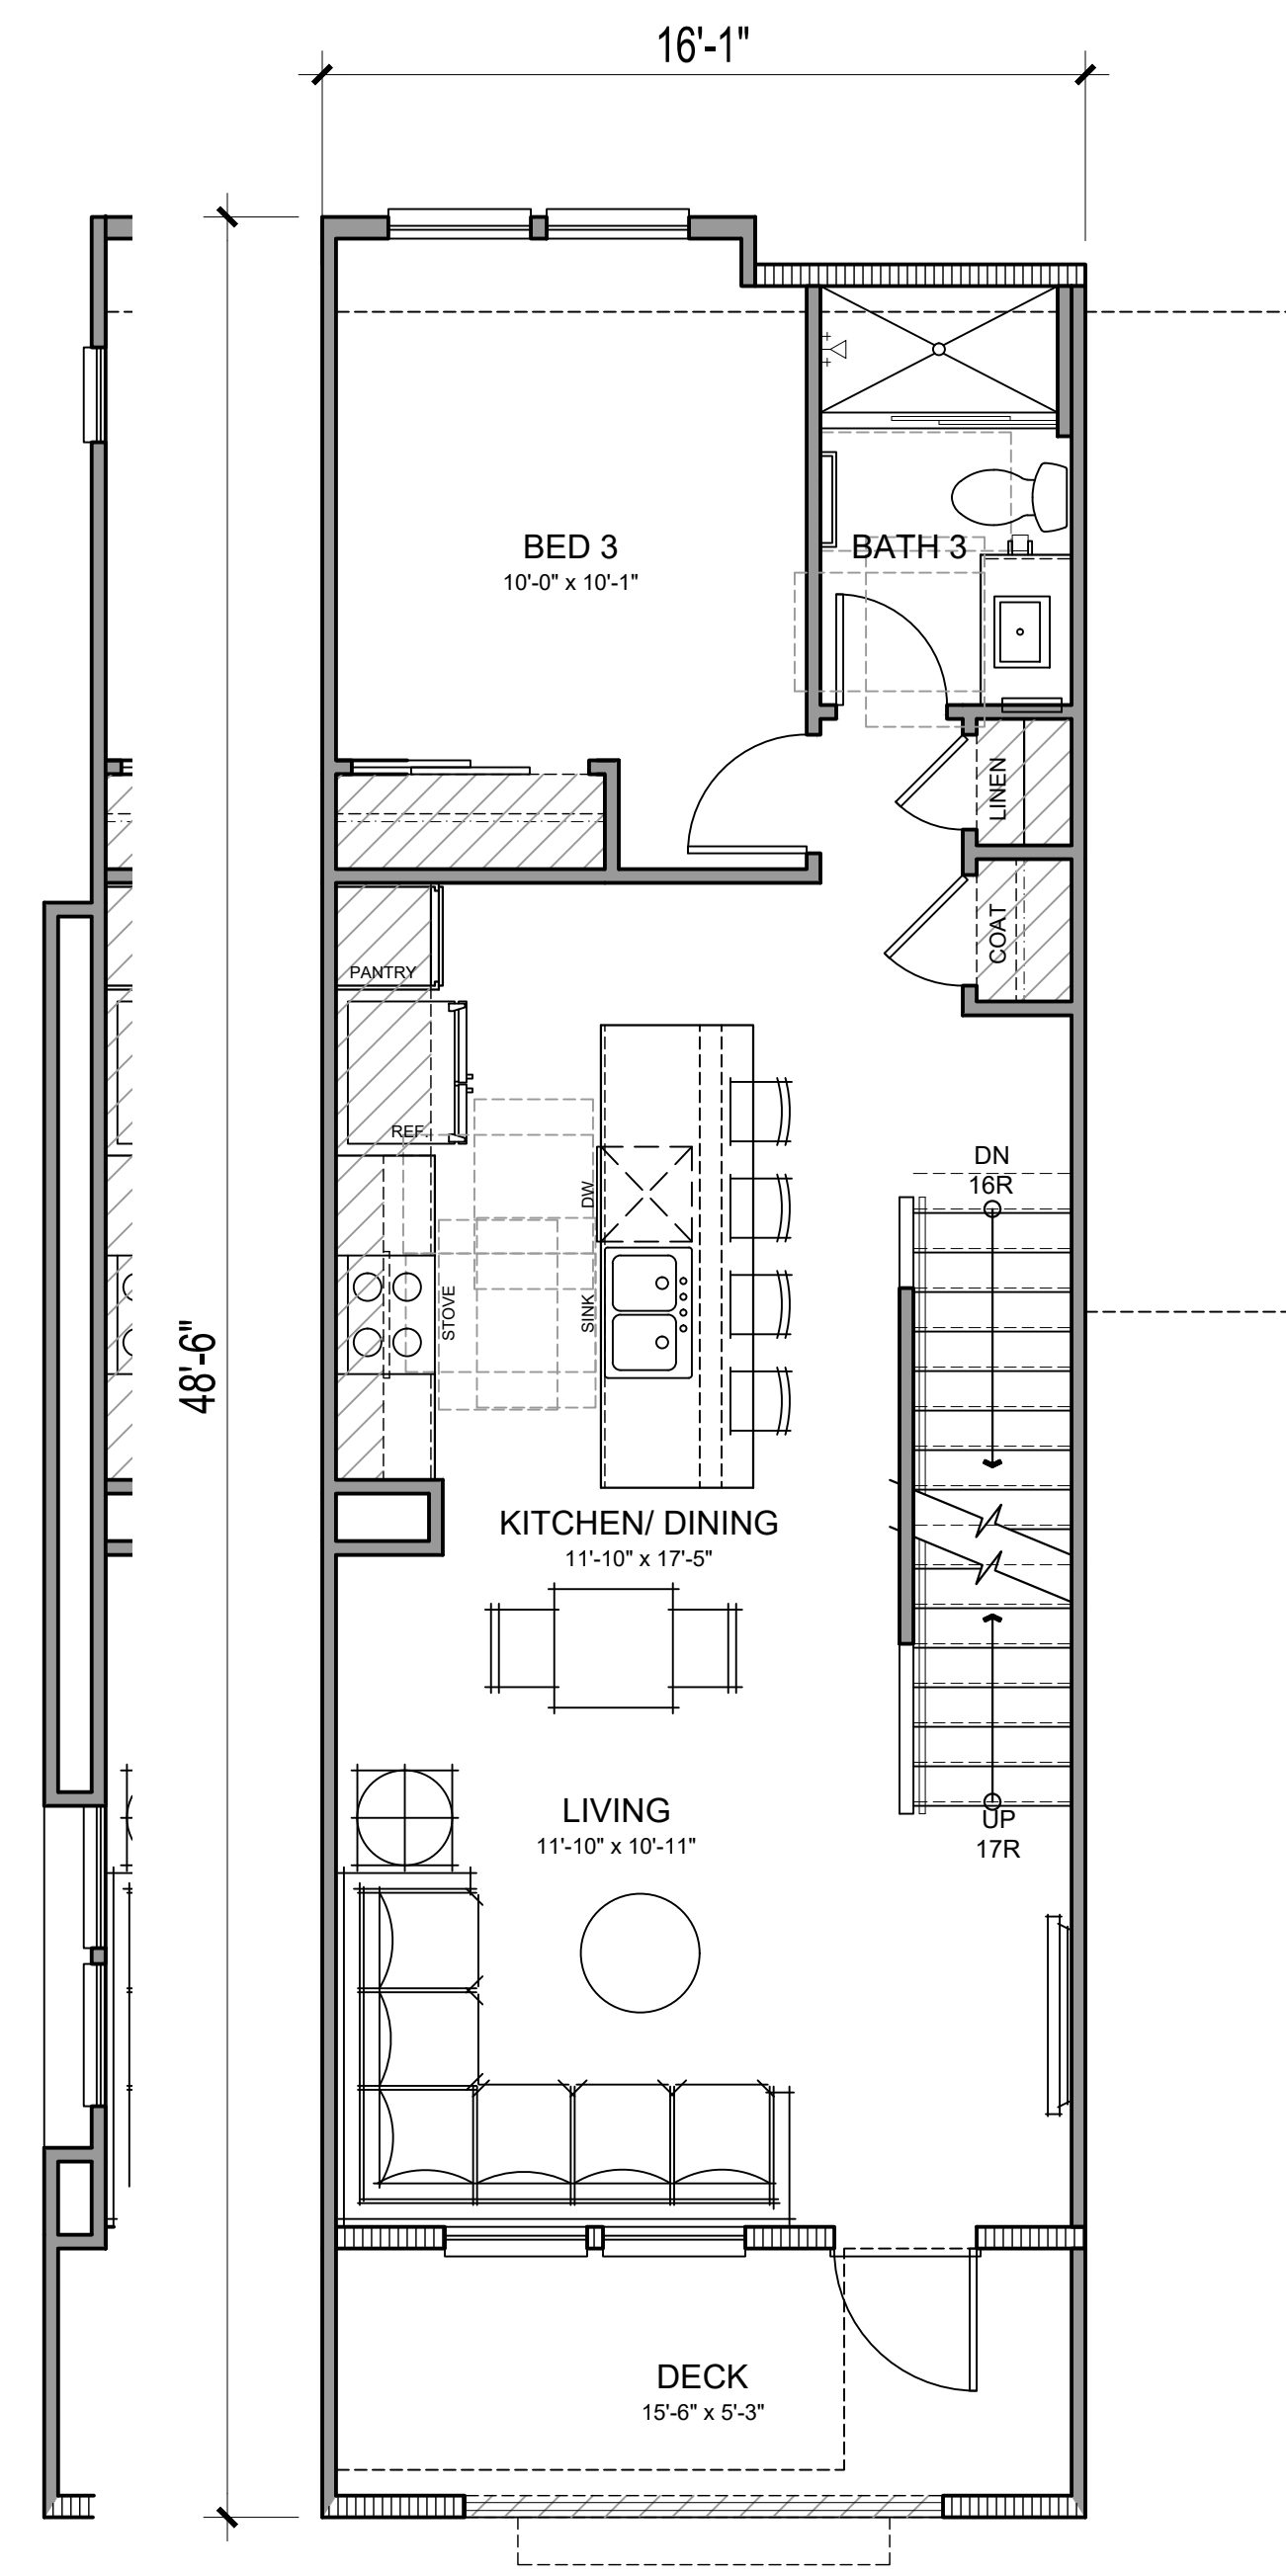 16'-1"
BED 3
10'-0" x 10'-1"
BATH 3
LINEN
COAT
PANTRY
REF.
DW
SINK
STOVE
DN
16R
48'-6"
KITCHEN/ DINING
11'-10" x 17'-5"
LIVING
11'-10" x 10'-11"
UP
17R
DECK
15'-6" x 5'-3"